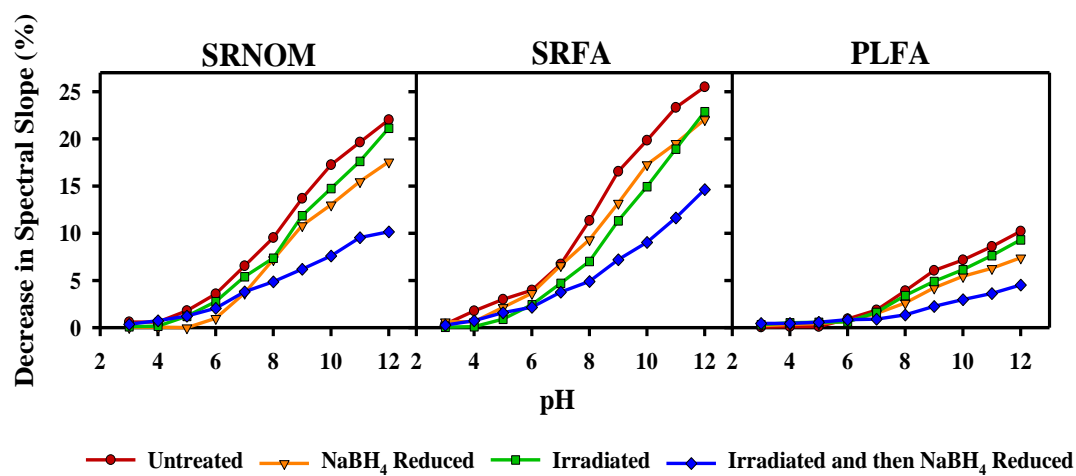 SRNOM SRFA PLFA
Decrease in Spectral Slope (%)
25
20
15
10
5
0
2 4 6 8 10 12 2 4 6 8 10 12 2 4 6 8 10 12
pH
Untreated NaBH₄ Reduced Irradiated Irradiated and then NaBH₄ Reduced